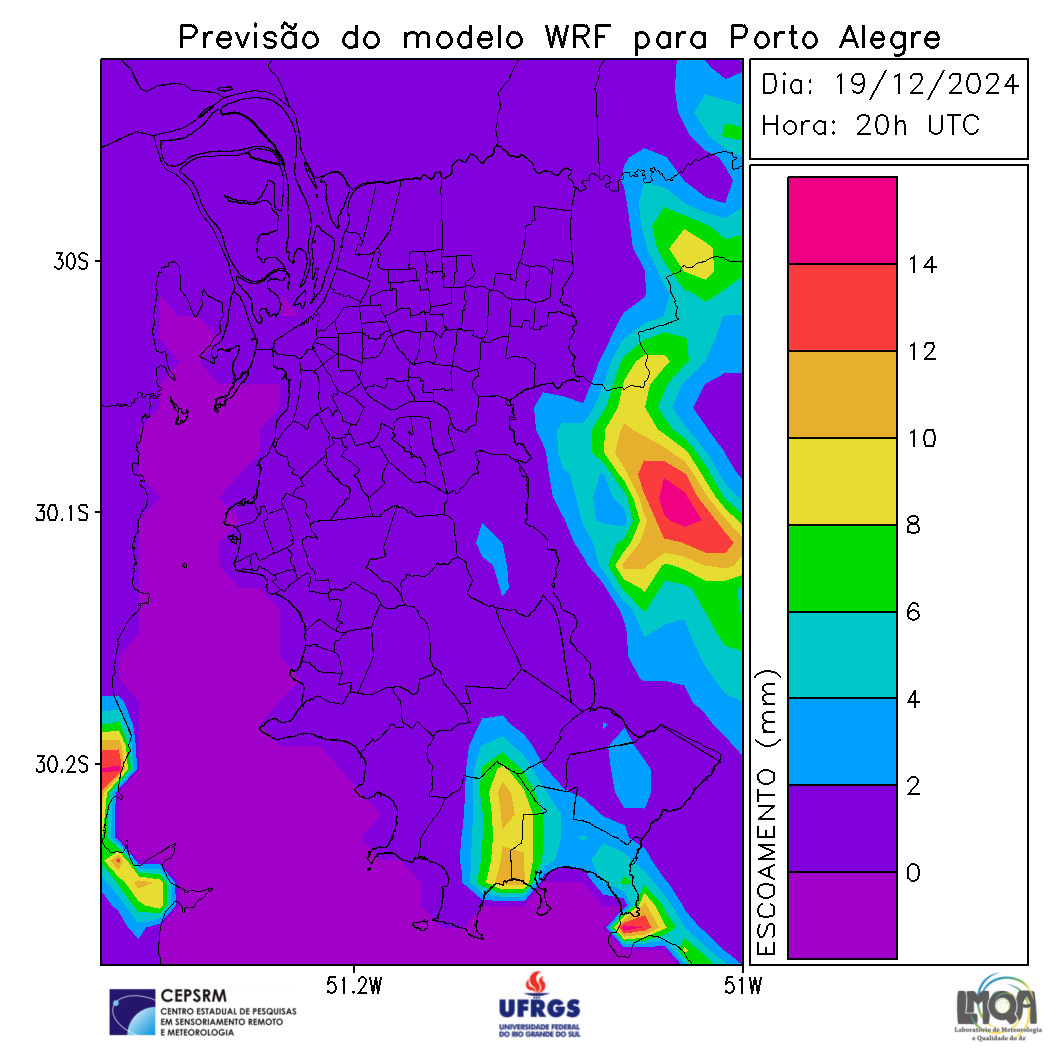 Previsão do modelo WRF para Porto Alegre
Dia: 19/12/2024
Hora: 20h UTC
30S
30.1S
30.2S
51.2W
51W
14
12
10
8
6
4
2
0
ESCOAMENTO (mm)
CEPSRM
CENTRO ESTADUAL DE PESQUISAS
EM SENSORIAMENTO REMOTO
E METEOROLOGIA
UFRGS
UNIVERSIDADE FEDERAL
DO RIO GRANDE DO SUL
LMQA
Laboratório de Meteorologia
e Qualidade do Ar